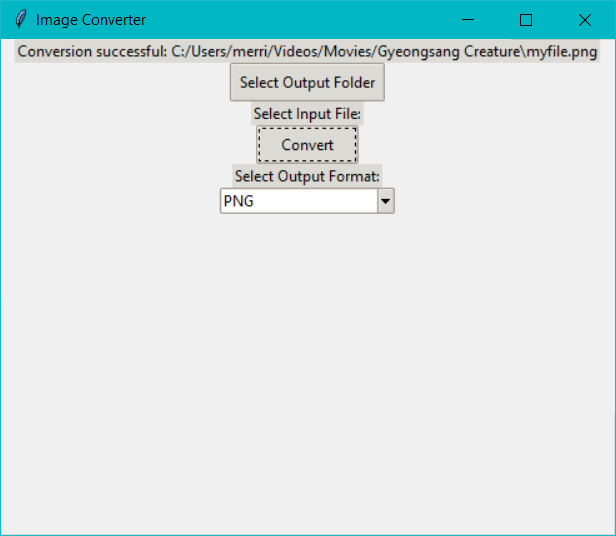 Image Converter
Conversion successful: C:/Users/merri/Videos/Movies/Gyeongsang Creature\myfile.png
Select Output Folder
Select Input File:
Convert
Select Output Format:
PNG